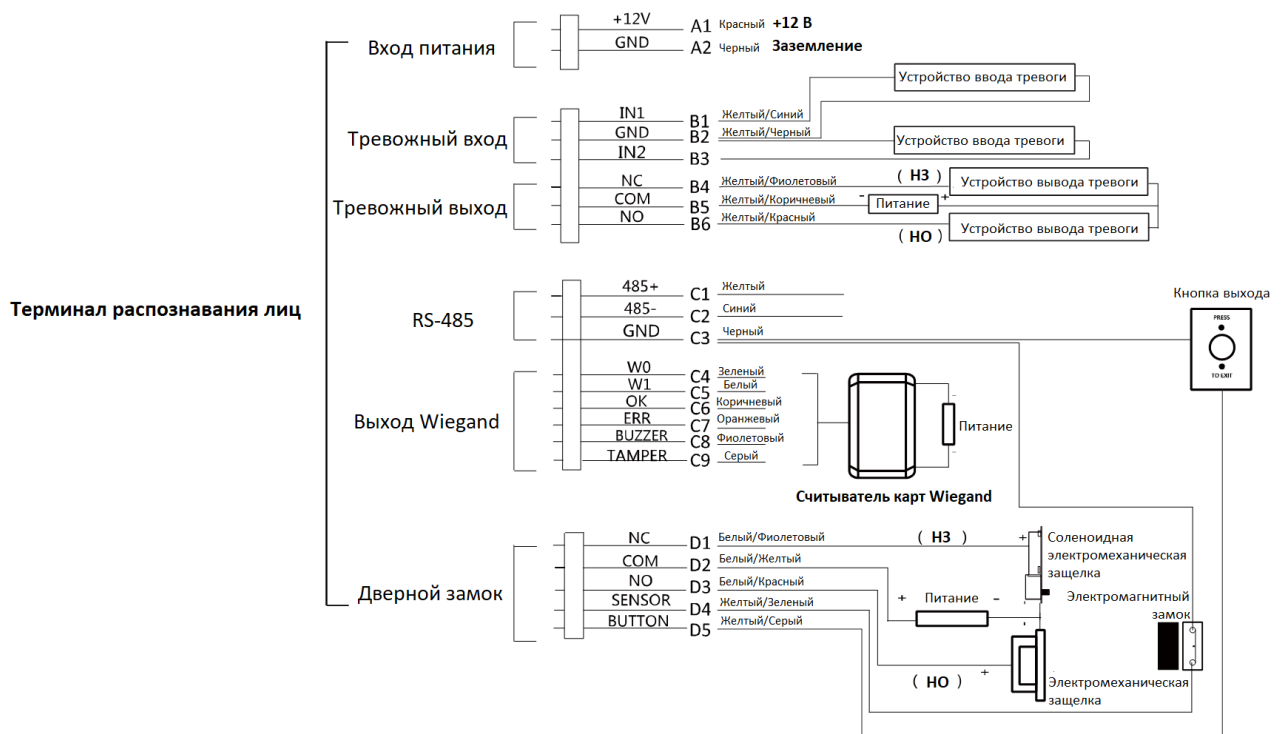 Терминал распознавания лиц
Вход питания
+12V A1 Красный +12 В
GND A2 Черный Заземление
Тревожный вход
IN1 B1 Желтый/Синий
GND B2 Желтый/Черный
IN2 B3
Устройство ввода тревоги
Устройство ввода тревоги
Тревожный выход
NC B4 Желтый/Фиолетовый ( НЗ ) Устройство вывода тревоги
COM B5 Желтый/Коричневый - Питание +
NO B6 Желтый/Красный ( НО ) Устройство вывода тревоги
RS-485
485+ C1 Желтый
485- C2 Синий
GND C3 Черный
Кнопка выхода
PRESS
TO EXIT
Выход Wiegand
W0 C4 Зеленый
W1 C5 Белый
OK C6 Коричневый
ERR C7 Оранжевый
BUZZER C8 Фиолетовый
TAMPER C9 Серый
Питание
Считыватель карт Wiegand
Дверной замок
NC D1 Белый/Фиолетовый ( НЗ ) +
COM D2 Белый/Желтый
NO D3 Белый/Красный
SENSOR D4 Желтый/Зеленый
BUTTON D5 Желтый/Серый
Соленоидная
электромеханическая
защелка
+ Питание -
Электромагнитный
замок
( НО ) +
Электромеханическая
защелка